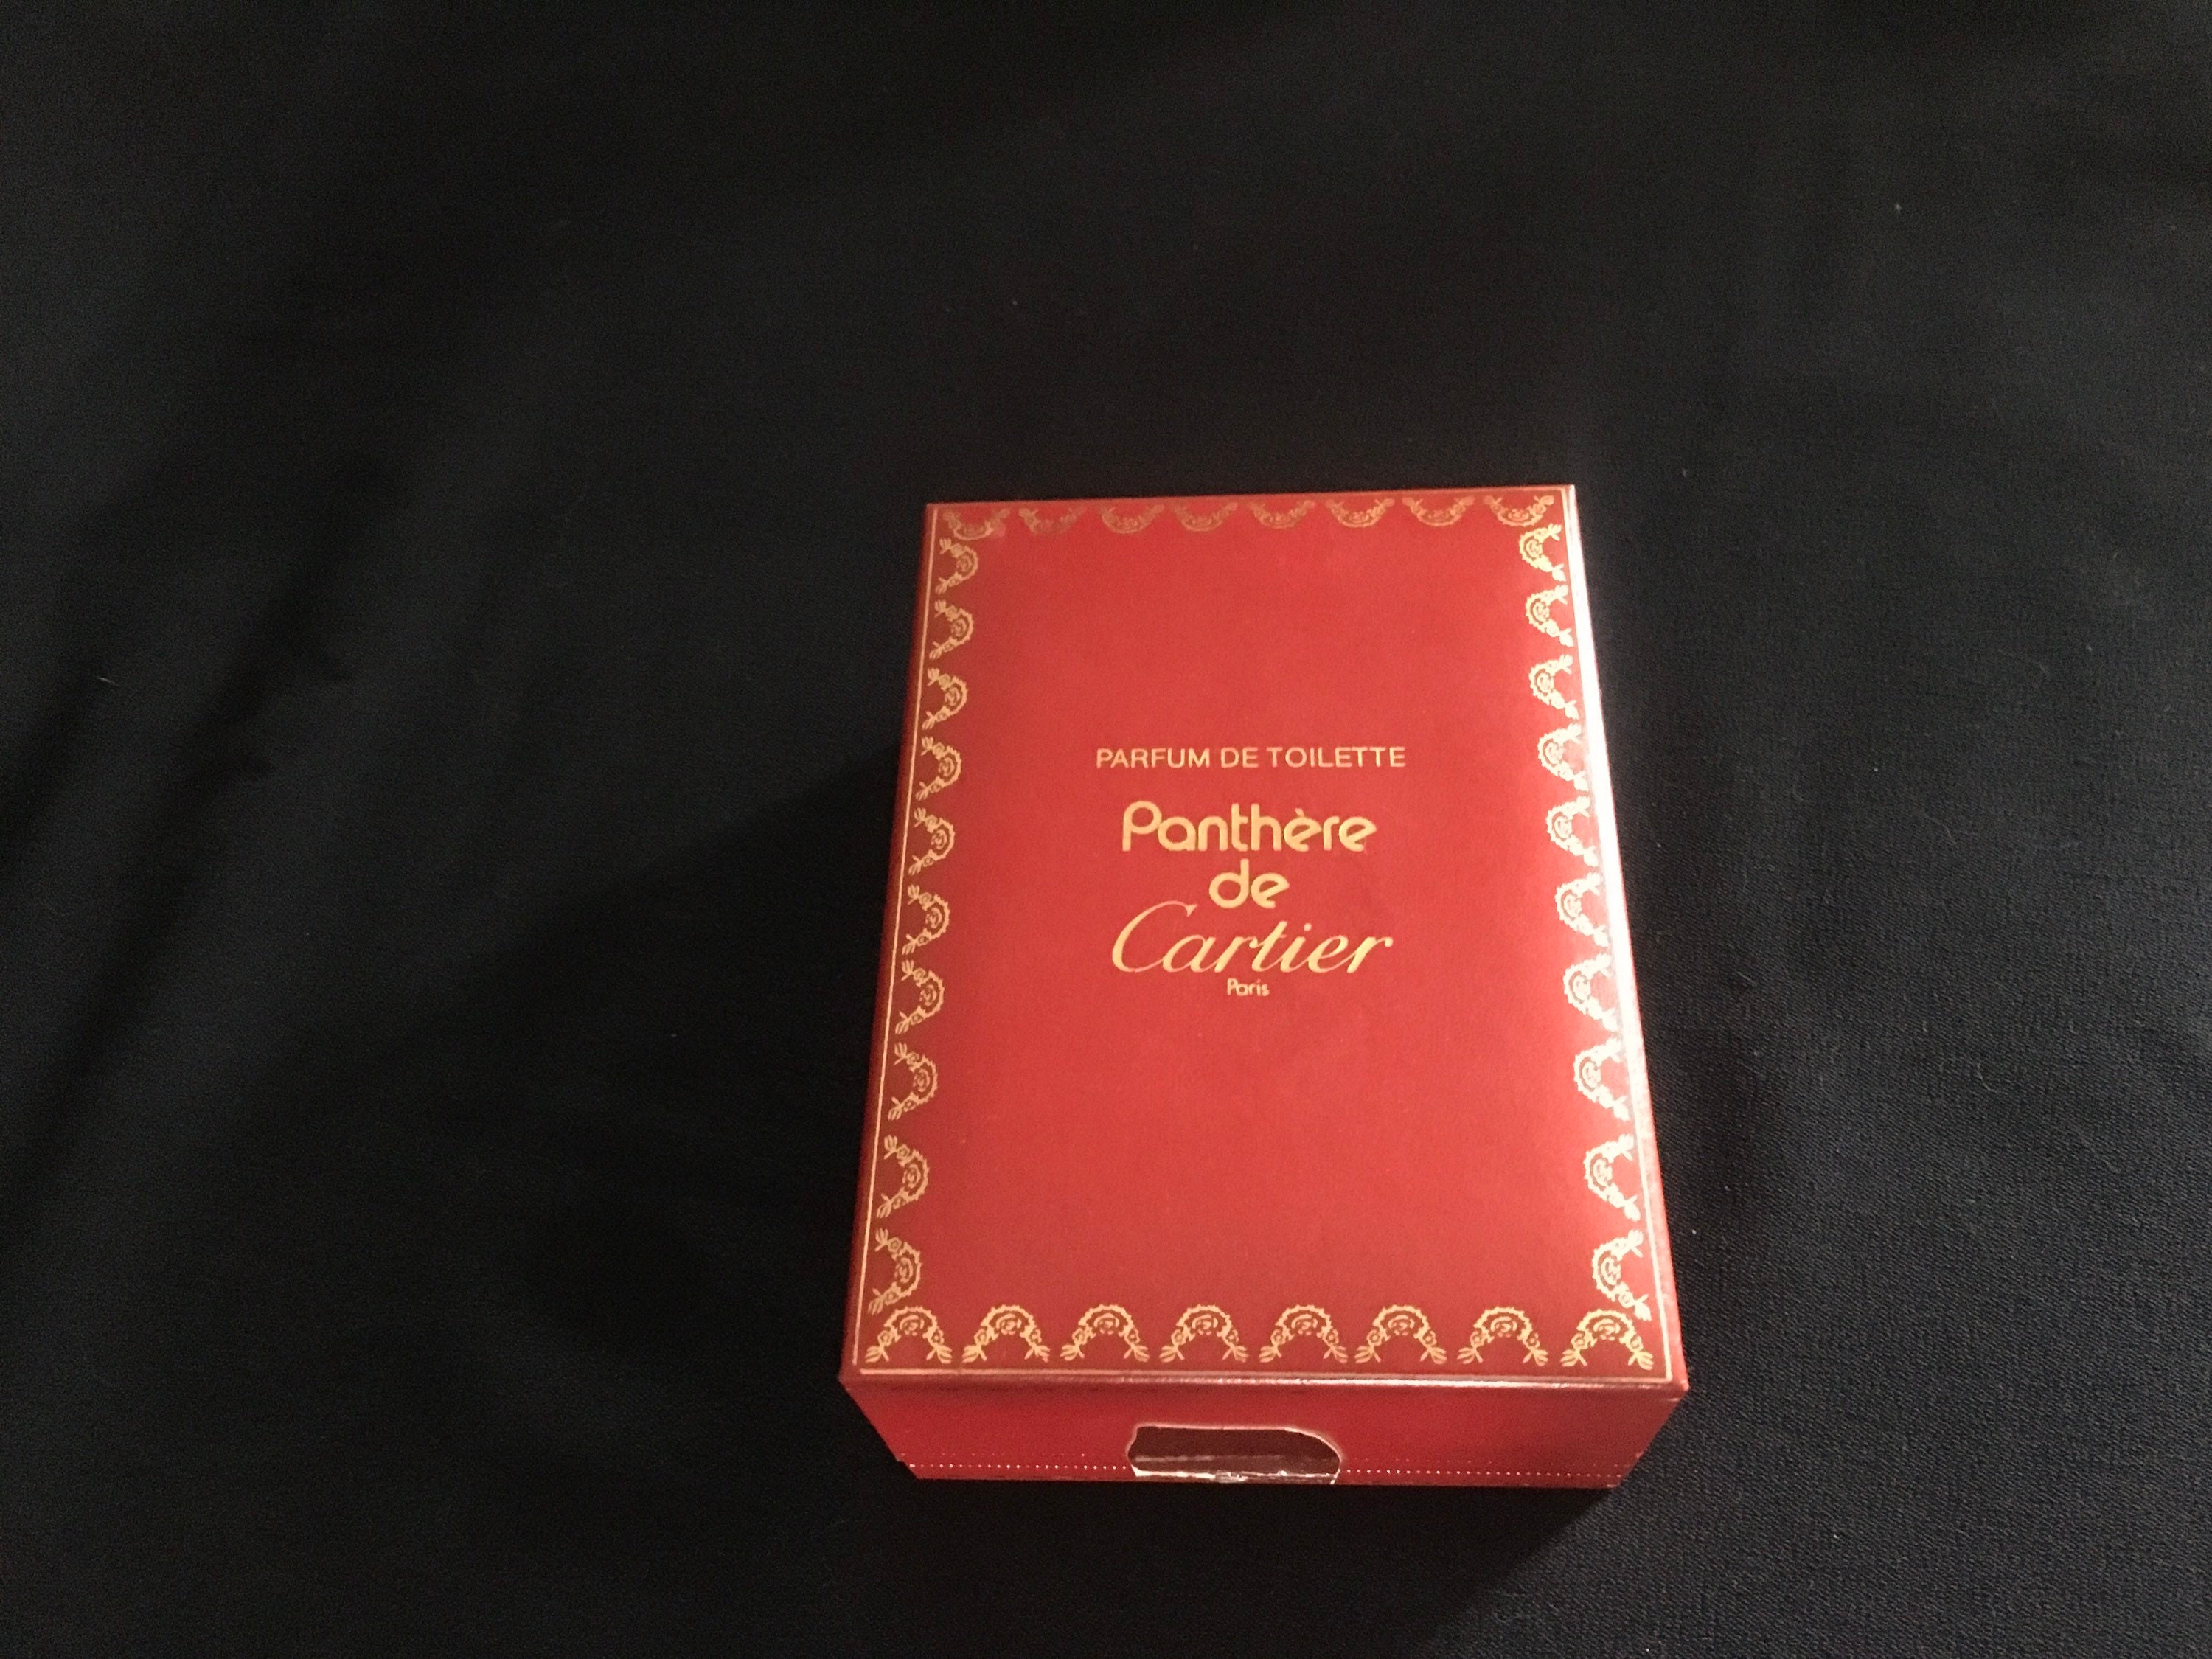 PARFUM DE TOILETTE
Panthère
de
Cartier
Paris